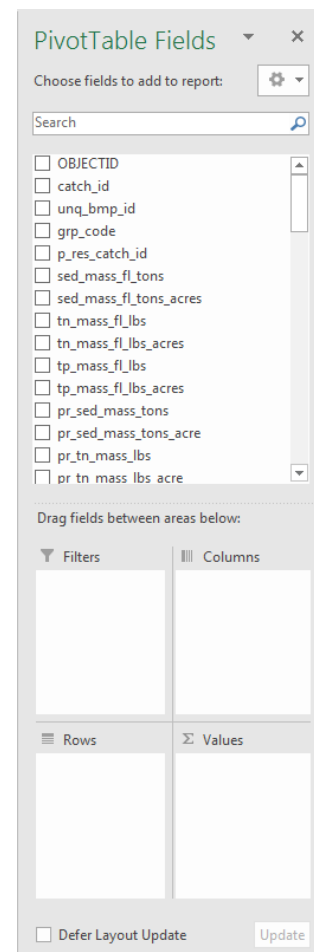 PivotTable Fields
Choose fields to add to report:
Search
OBJECTID
catch_id
unq_bmp_id
grp_code
p_res_catch_id
sed_mass_fl_tons
sed_mass_fl_tons_acres
tn_mass_fl_lbs
tn_mass_fl_lbs_acres
tp_mass_fl_lbs
tp_mass_fl_lbs_acres
pr_sed_mass_tons
pr_sed_mass_tons_acre
pr_tn_mass_lbs
pr_tn_mass_lbs_acre
Drag fields between areas below:
Filters
Columns
Rows
Σ Values
Defer Layout Update
Update